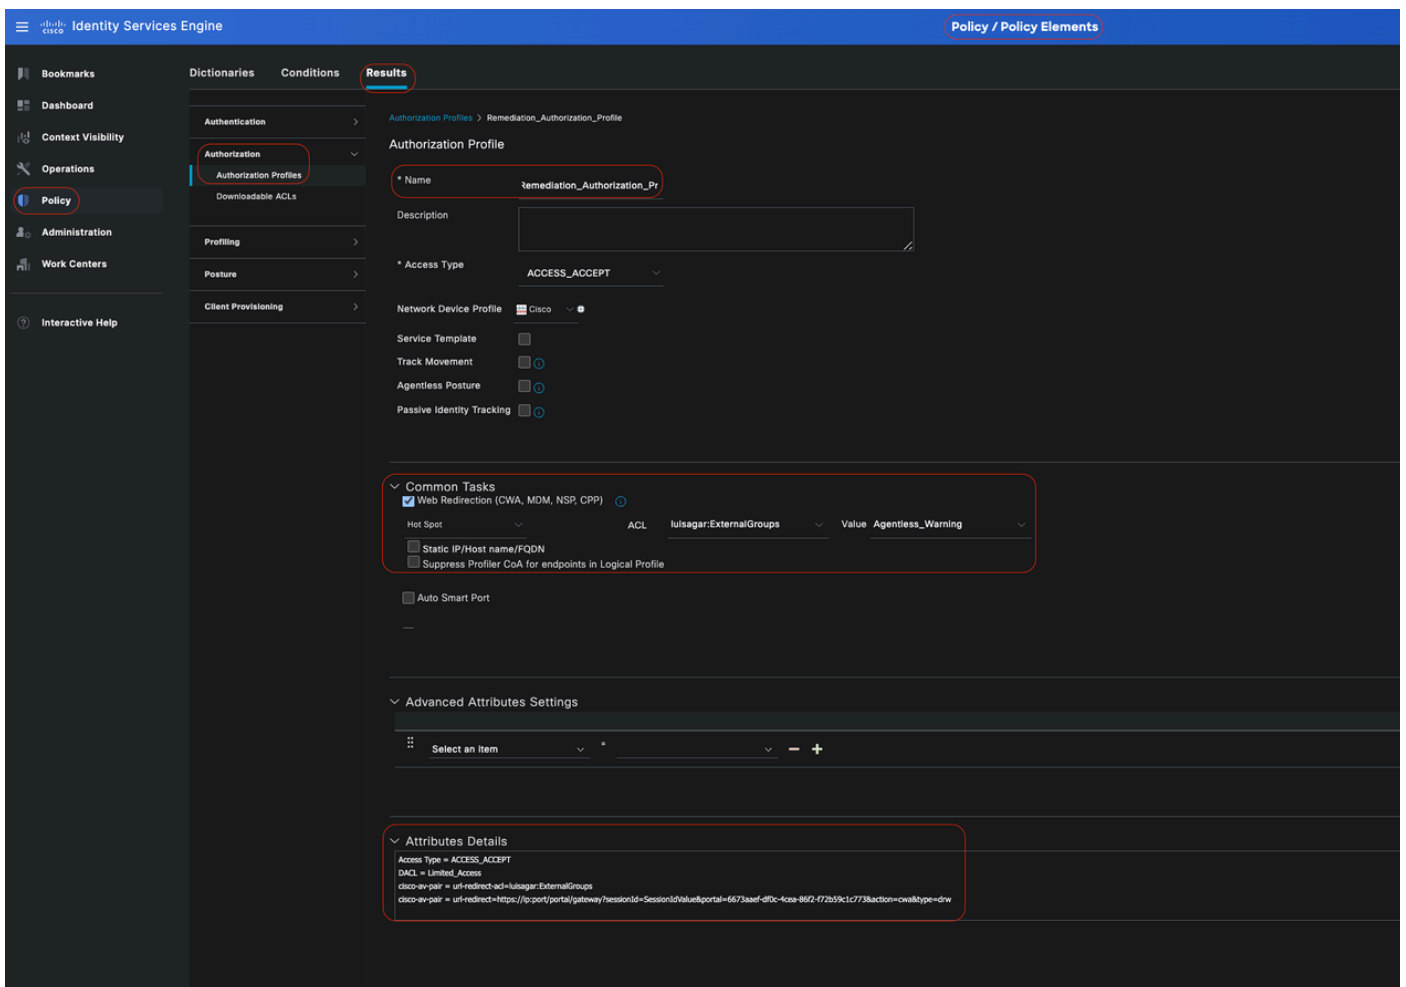 cisco Identity Services Engine
Policy / Policy Elements
Bookmarks
Dashboard
Context Visibility
Operations
Policy
Administration
Work Centers
Interactive Help
Dictionaries Conditions Results
Authentication
Authorization
Authorization Profiles
Downloadable ACLs
Profiling
Posture
Client Provisioning
Authorization Profiles > Remediation_Authorization_Profile
Authorization Profile
* Name Remediation_Authorization_Pr
Description
* Access Type ACCESS_ACCEPT
Network Device Profile Cisco
Service Template
Track Movement
Agentless Posture
Passive Identity Tracking
Common Tasks
Web Redirection (CWA, MDM, NSP, CPP)
Hot Spot ACL luisagar:ExternalGroups Value Agentless_Warning
Static IP/Host name/FQDN
Suppress Profiler CoA for endpoints in Logical Profile
Auto Smart Port
Advanced Attributes Settings
Select an item =
Attributes Details
Access Type = ACCESS_ACCEPT
DACL = Limited_Access
cisco-av-pair = url-redirect-acl=luisagar:ExternalGroups
cisco-av-pair = url-redirect=https://ip:port/portal/gateway?sessionId=SessionIdValue&portal=6673aaef-df0c-4cea-86f2-f72b59c1c773&action=cwa&type=drw